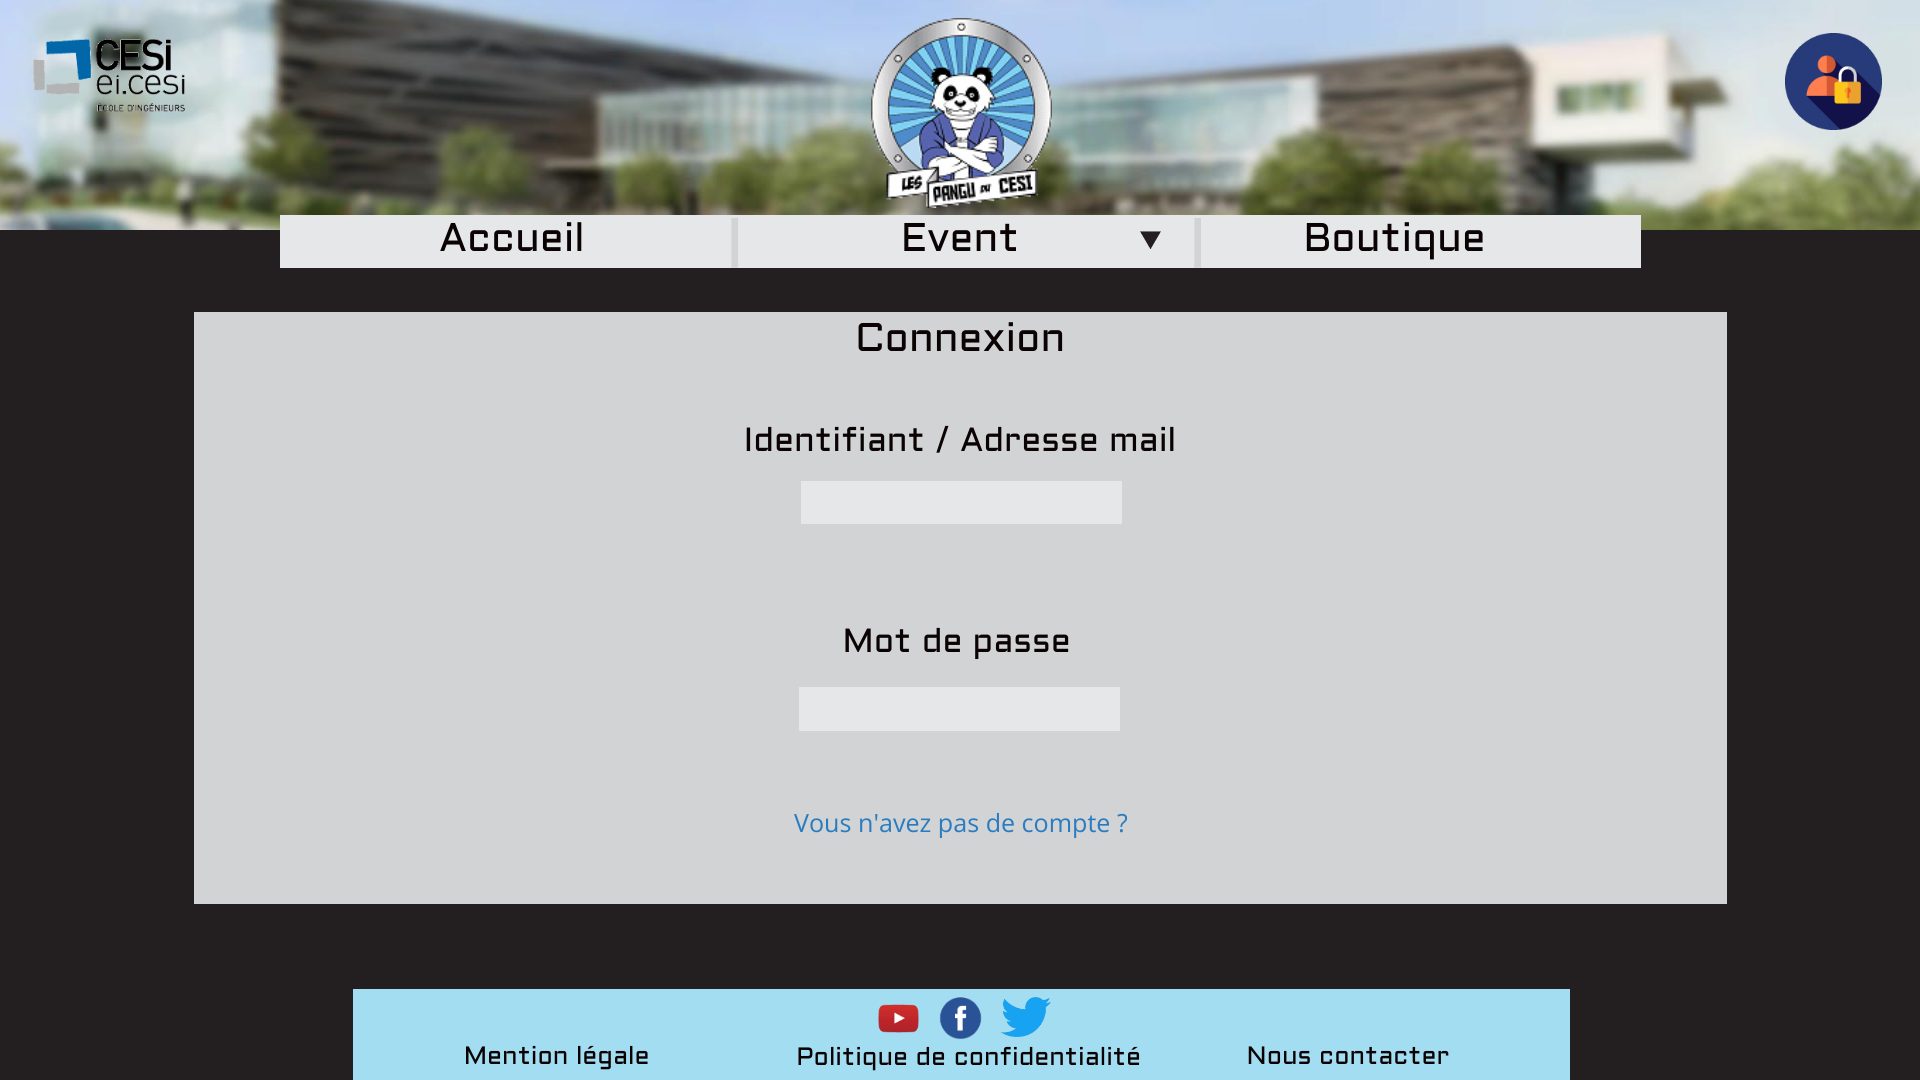 CESi
ei.cesi
ÉCOLE D'INGÉNIEURS
LES PANGU DU CESI
Accueil
Event ▼
Boutique
Connexion
Identifiant / Adresse mail
Mot de passe
Vous n'avez pas de compte ?
Mention légale
Politique de confidentialité
Nous contacter